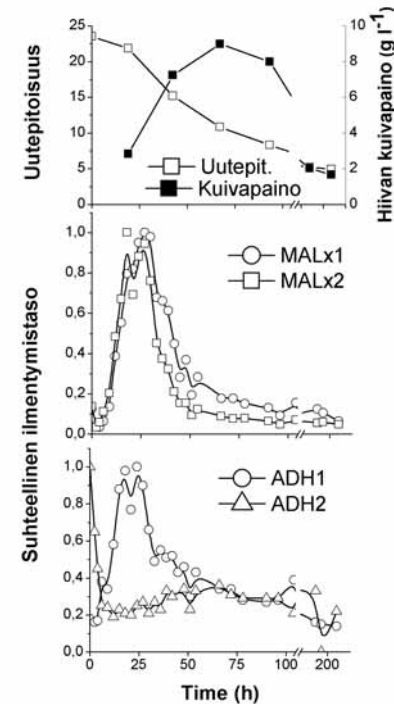 Uutepitoisuus
25
20
15
10
5
0
Uutepit.
Kuivapaino
10
8
6
4
2
0
Hiivan kuivapaino (g l⁻¹)
Suhteellinen ilmentymistaso
1,0
0,8
0,6
0,4
0,2
0,0
MALx1
MALx2
1,0
0,8
0,6
0,4
0,2
0,0
ADH1
ADH2
0 25 50 75 100 200
Time (h)